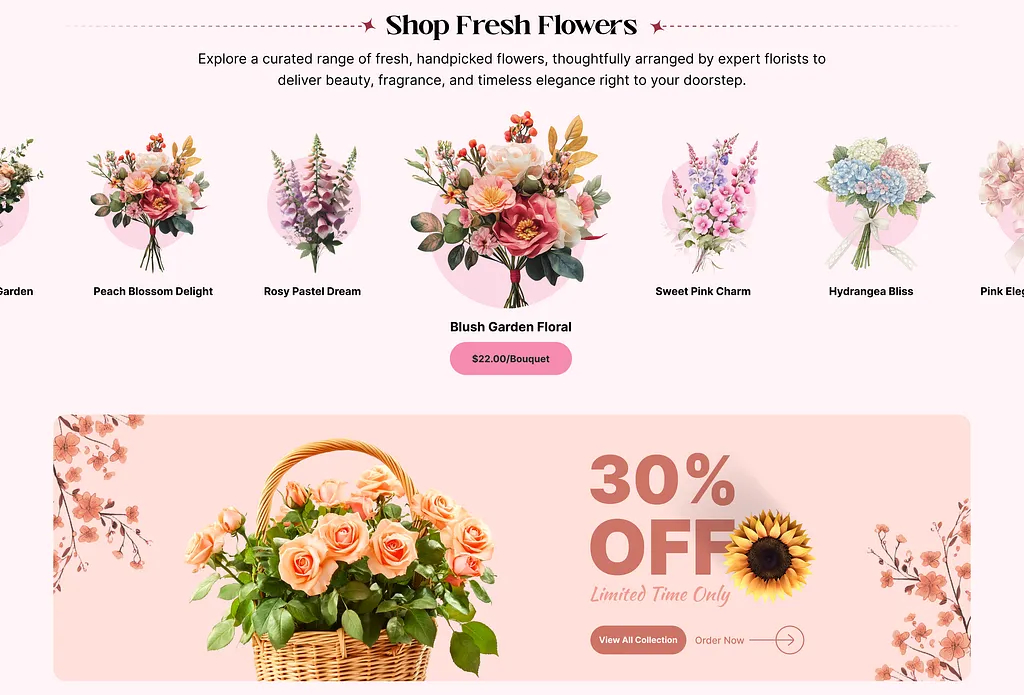 Shop Fresh Flowers
Explore a curated range of fresh, handpicked flowers, thoughtfully arranged by expert florists to
deliver beauty, fragrance, and timeless elegance right to your doorstep.
Garden
Peach Blossom Delight
Rosy Pastel Dream
Blush Garden Floral
$22.00/Bouquet
Sweet Pink Charm
Hydrangea Bliss
Pink
30%
OFF
Limited Time Only
View All Collection
Order Now